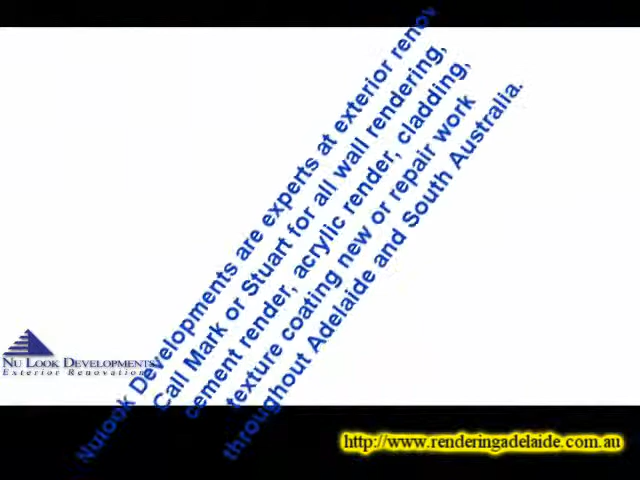 Nulook Developments are experts at exterior renov
Call Mark or Stuart for all wall rendering,
cement render, acrylic render, cladding,
texture coating new or repair work
throughout Adelaide and South Australia.
NU LOOK DEVELOPMENTS
Exterior Renovation
http://www.renderingadelaide.com.au